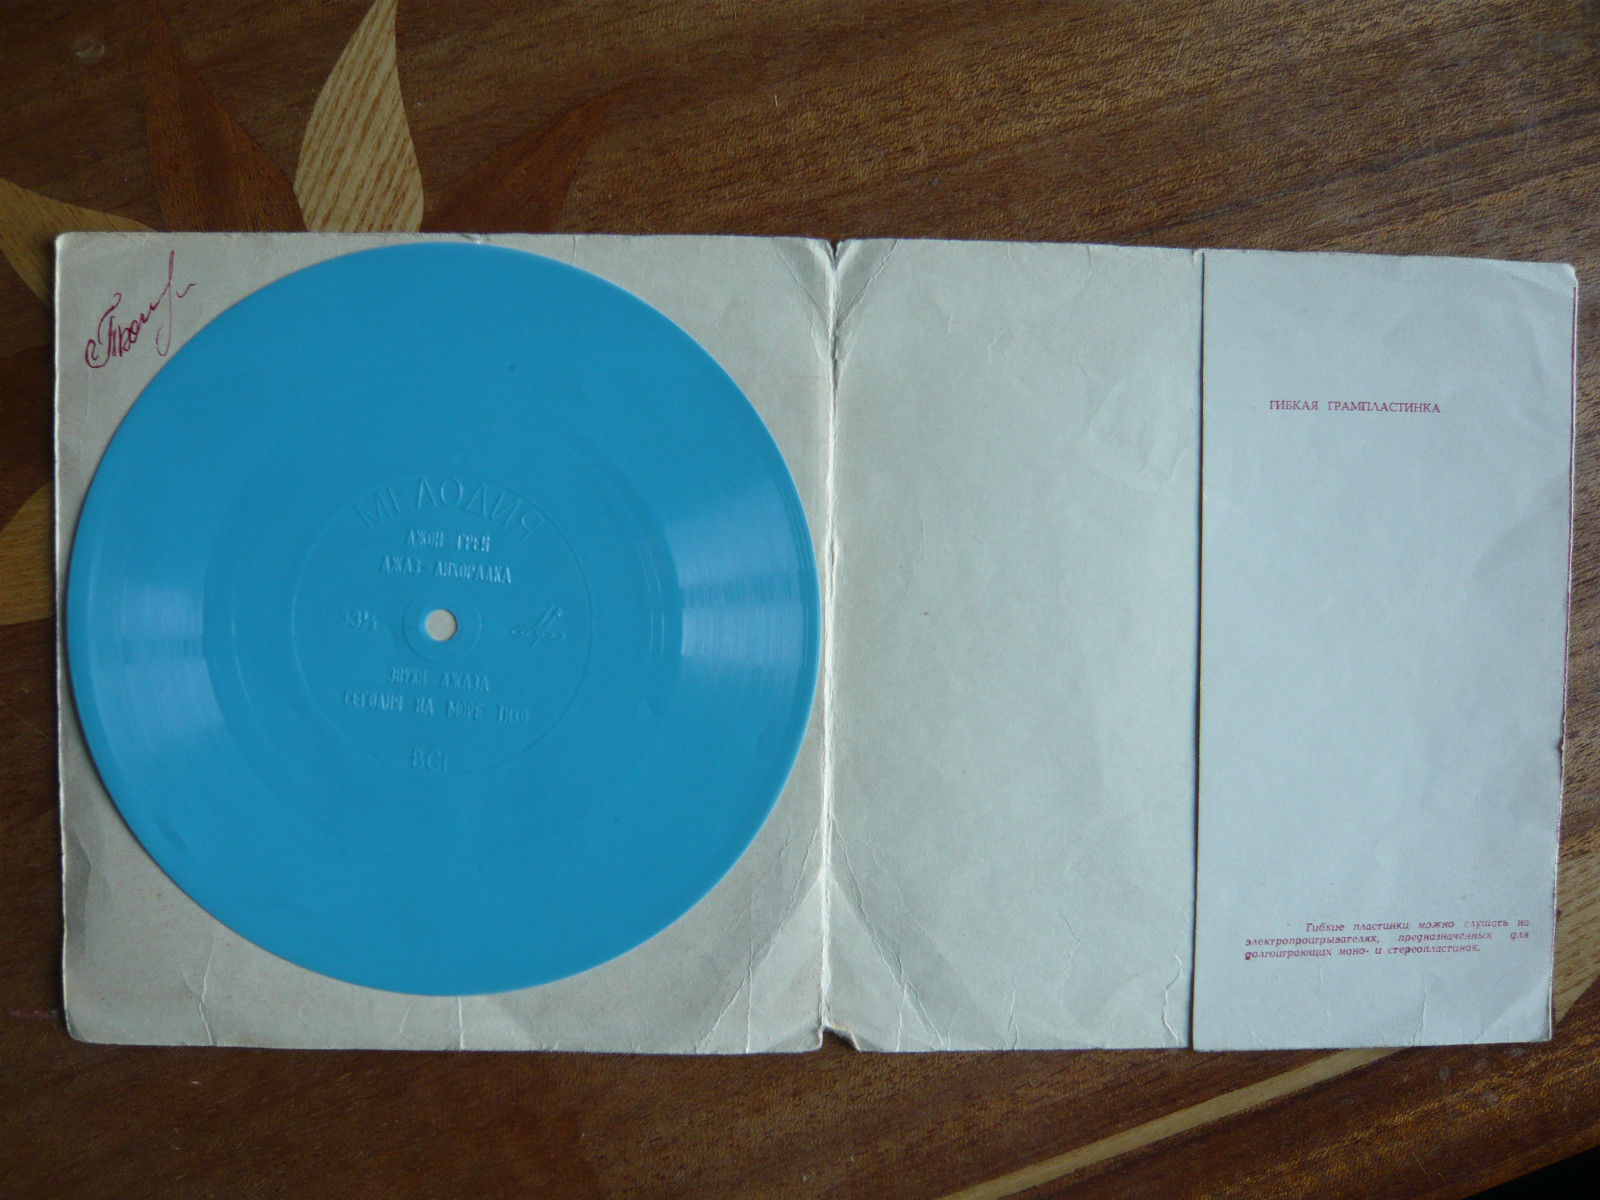 МЕЛОДИЯ
ДЖОН ГРЕЙ
ДЖАЗ-ЛИХОРАДКА
33⅓
ЗВУКИ ДЖАЗА
СЕГОДНЯ НА МОРЕ ТИХО
ВСГ
ГИБКАЯ ГРАМПЛАСТИНКА
Гибкие пластинки можно слушать на
электропроигрывателях, предназначенных для
долгоиграющих моно- и стереопластинок.